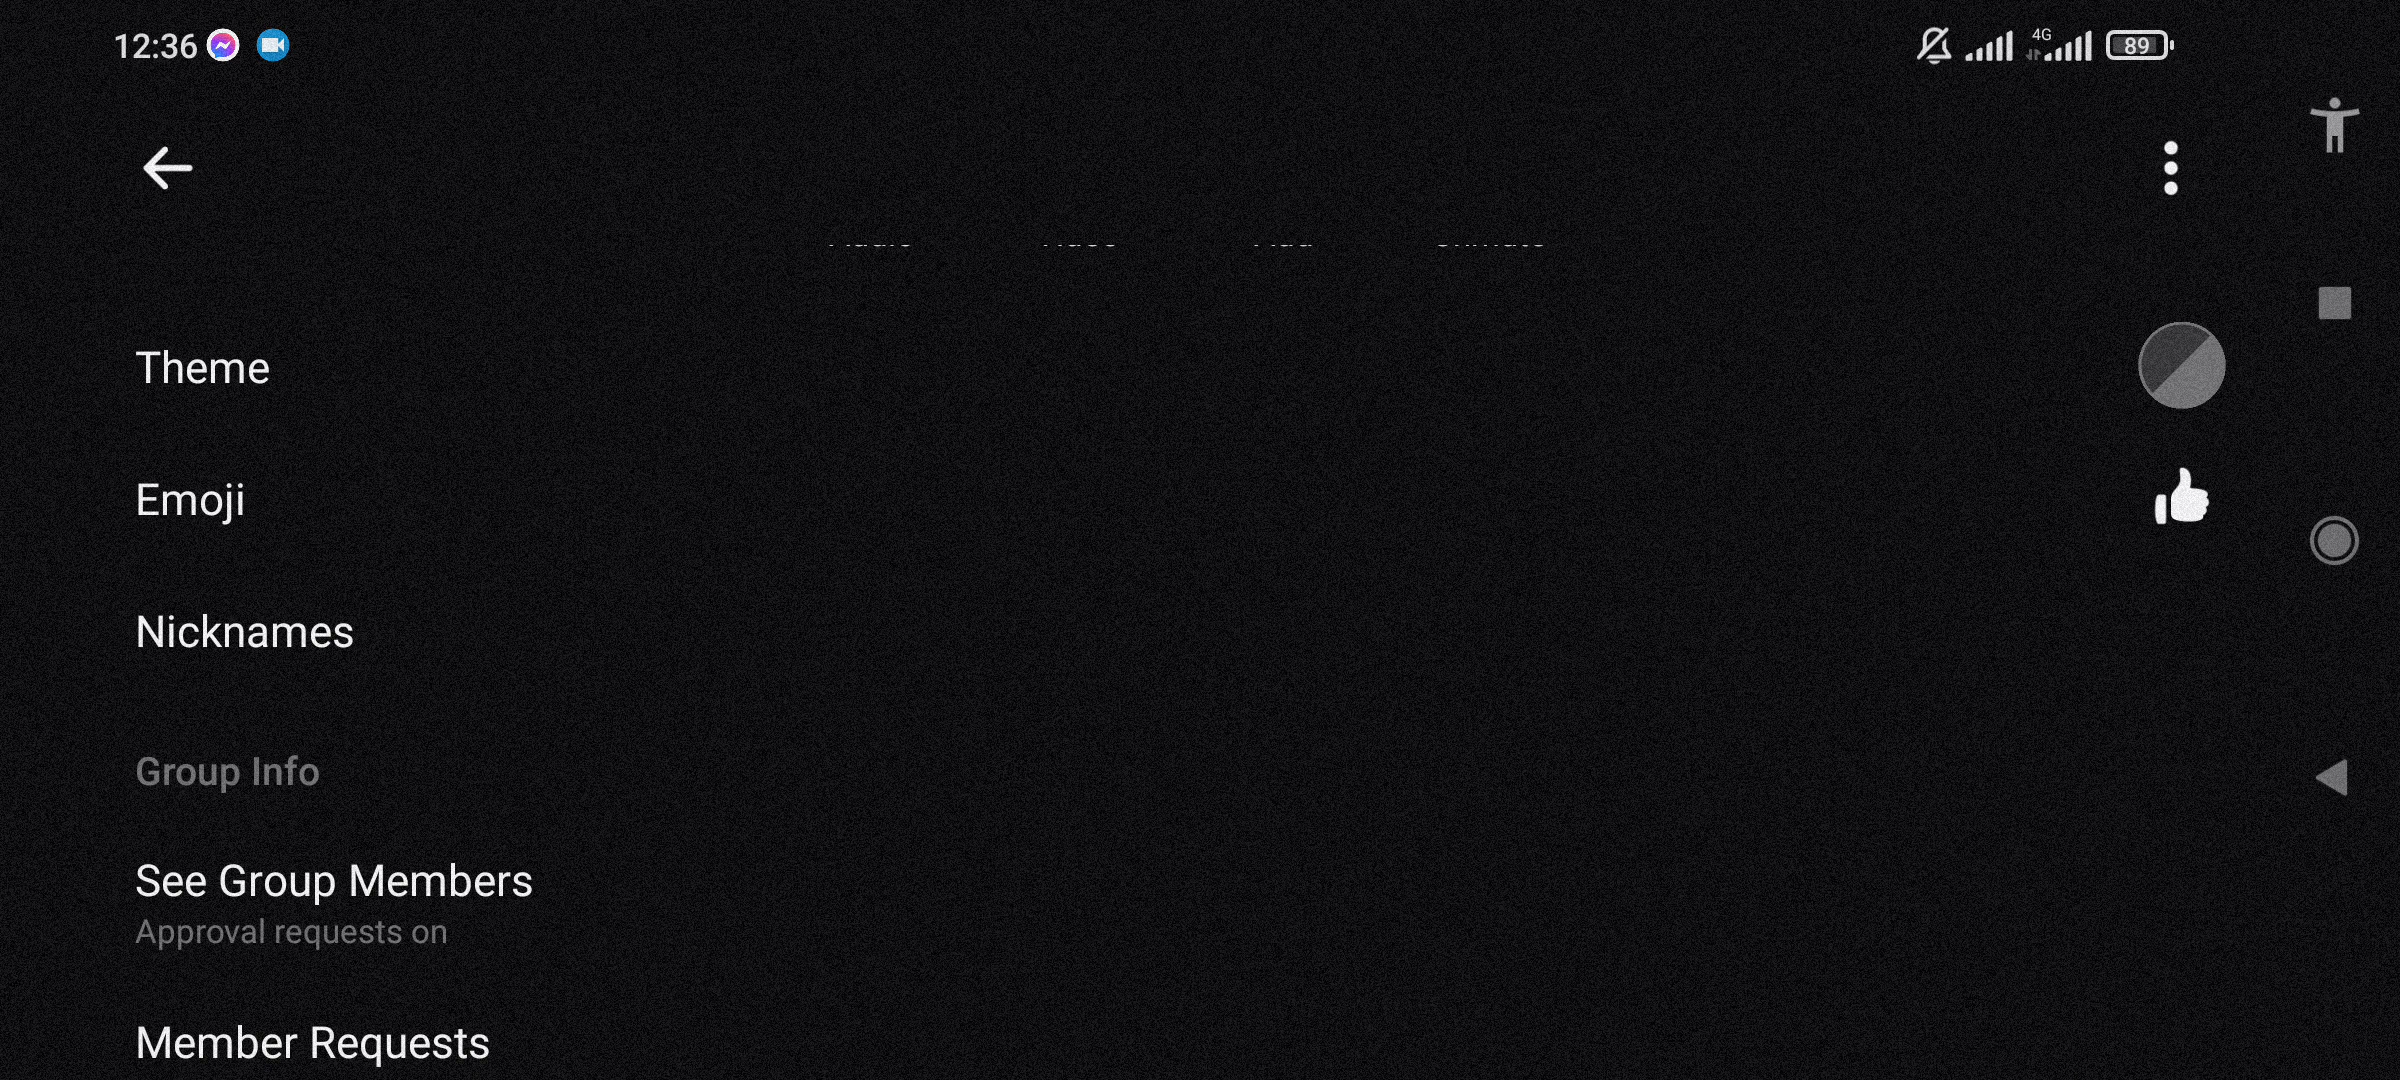 12:36
4G
89
Theme
Emoji
Nicknames
Group Info
See Group Members
Approval requests on
Member Requests